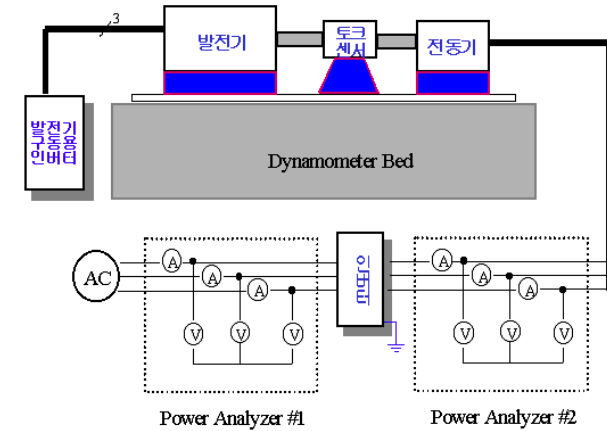 3
발전기
토크
센서
전동기
발전기
구동용
인버터
Dynamometer Bed
AC
A
A
A
V
V
V
인버터
A
A
A
V
V
V
Power Analyzer #1
Power Analyzer #2